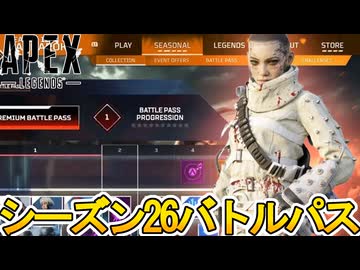 APEX
LEGENDS
PLAY
SEASONAL
LEGENDS
STORE
COLLECTION
EVENT OFFERS
BATTLE PASS
CHALLENGES
PREMIUM BATTLE PASS
1
BATTLE PASS
PROGRESSION
1
2
3
4
シーズン26バトルパス